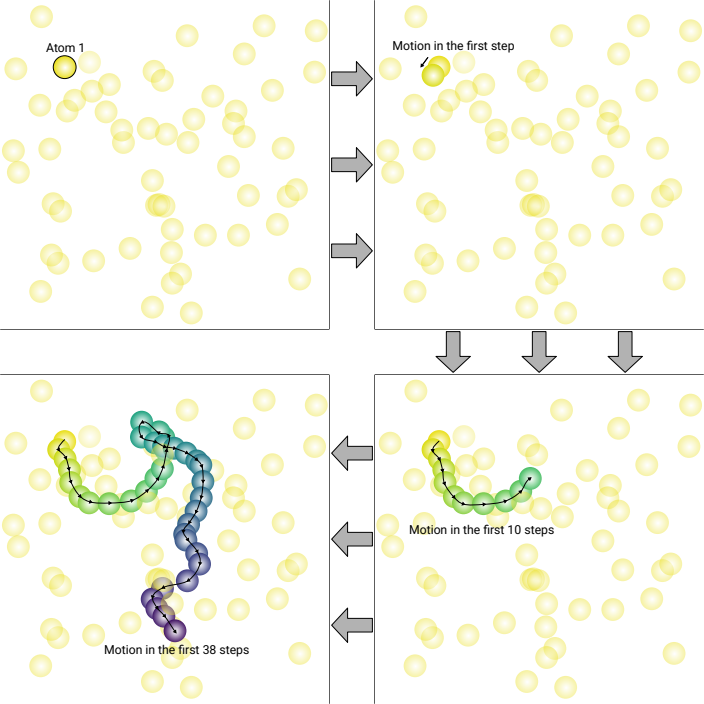 Atom 1
Motion in the first step
Motion in the first 10 steps
Motion in the first 38 steps